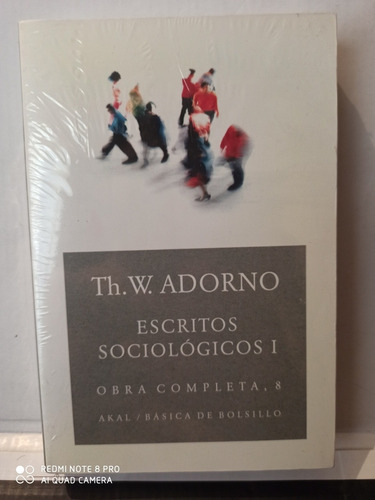 Th. W. ADORNO
ESCRITOS
SOCIOLÓGICOS I
OBRA COMPLETA, 8
AKAL / BÁSICA DE BOLSILLO
REDMI NOTE 8 PRO
AI QUAD CAMERA